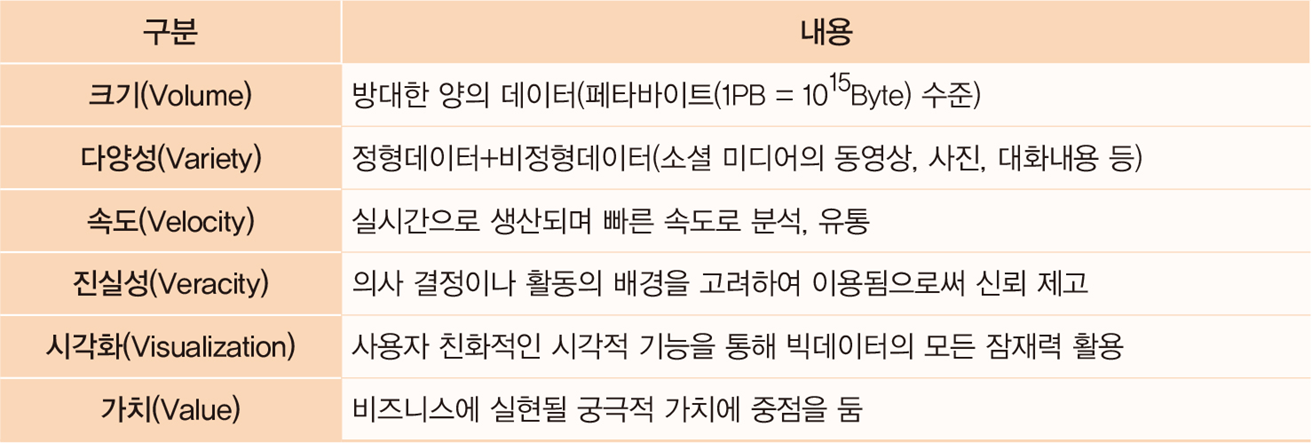 구분 내용
크기(Volume) 방대한 양의 데이터(페타바이트(1PB = 10¹⁵Byte) 수준)
다양성(Variety) 정형데이터+비정형데이터(소셜 미디어의 동영상, 사진, 대화내용 등)
속도(Velocity) 실시간으로 생산되며 빠른 속도로 분석, 유통
진실성(Veracity) 의사 결정이나 활동의 배경을 고려하여 이용됨으로써 신뢰 제고
시각화(Visualization) 사용자 친화적인 시각적 기능을 통해 빅데이터의 모든 잠재력 활용
가치(Value) 비즈니스에 실현될 궁극적 가치에 중점을 둠